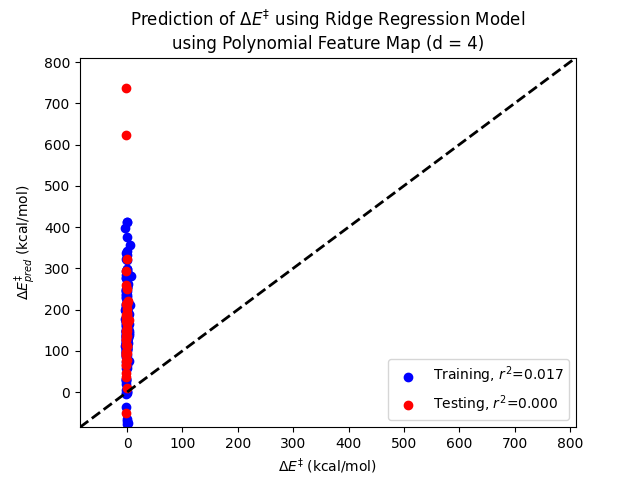 Prediction of ΔE‡ using Ridge Regression Model
using Polynomial Feature Map (d = 4)
800
700
600
500
400
300
200
100
0
ΔE‡pred (kcal/mol)
Training, r²=0.017
Testing, r²=0.000
0 100 200 300 400 500 600 700 800
ΔE‡ (kcal/mol)